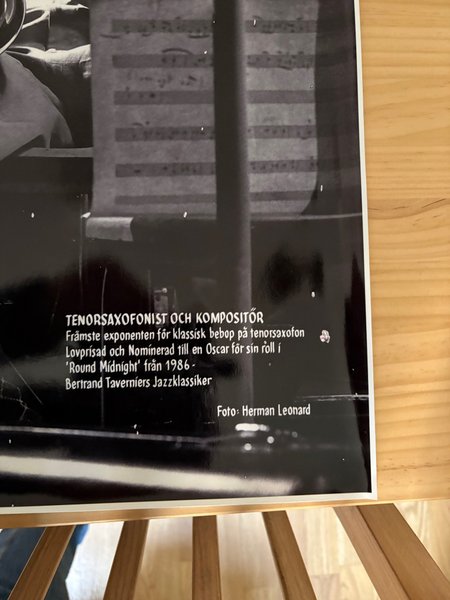 TENORSAXOFONIST OCH KOMPOSITÖR
Främste exponenten för klassisk bebop på tenorsaxofon
Lovprisad och Nominerad till en Oscar för sin roll i
'Round Midnight' från 1986 -
Bertrand Taverniers Jazzklassiker
Foto: Herman Leonard